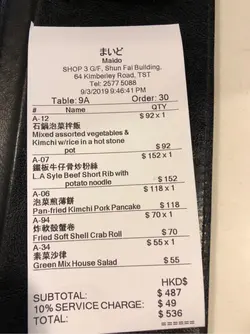 まいど
Maido
SHOP 3 G/F, Shun Fai Building,
64 Kimberley Road, TST
Tel: 2577 5088
9/3/2019 9:46:41 PM
Table: 9A Order: 30
# Name QTY
A-12 $ 92 x 1
石鍋泡菜拌飯
Mixed assorted vegetables &
Kimchi w/rice in a hot stone
pot $ 92
A-07 $ 152 x 1
鐵板牛仔骨炒粉絲
L.A Syle Beef Short Rib with
potato noodle $ 152
A-06 $ 118 x 1
泡菜煎薄餅
Pan-fried Kimchi Pork Pancake $ 118
A-94 $ 70 x 1
炸軟殼蟹卷
Fried Soft Shell Crab Roll $ 70
A-34 $ 55 x 1
素菜沙律
Green Mix House Salad $ 55
HKD$
SUBTOTAL: $ 487
10% SERVICE CHARGE: $ 49
TOTAL: $ 536